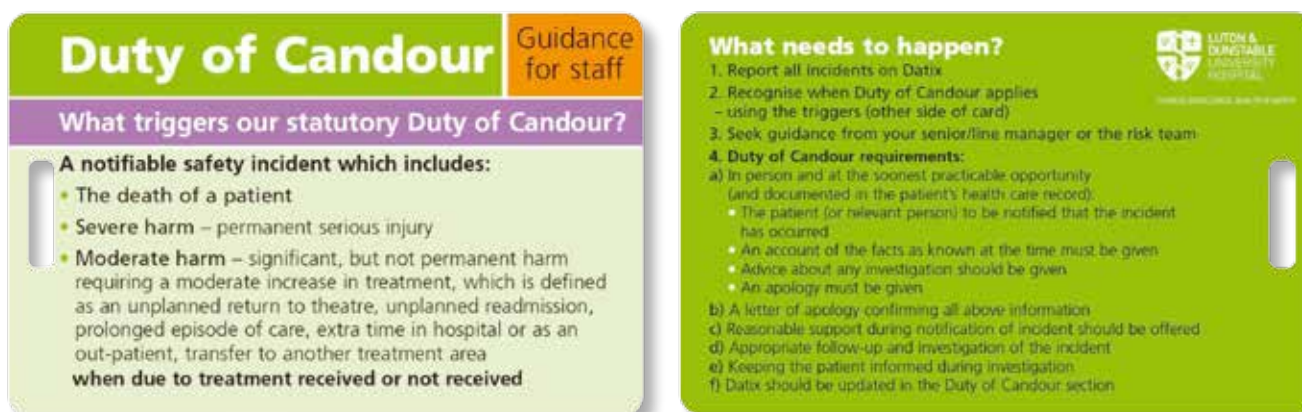 Duty of Candour
Guidance
for staff
What triggers our statutory Duty of Candour?
A notifiable safety incident which includes:
• The death of a patient
• Severe harm – permanent serious injury
• Moderate harm – significant, but not permanent harm
requiring a moderate increase in treatment, which is defined
as an unplanned return to theatre, unplanned readmission,
prolonged episode of care, extra time in hospital or as an
out-patient, transfer to another treatment area
when due to treatment received or not received
What needs to happen?
1. Report all incidents on Datix
2. Recognise when Duty of Candour applies
– using the triggers (other side of card)
3. Seek guidance from your senior/line manager or the risk team
4. Duty of Candour requirements:
a) In person and at the soonest practicable opportunity
(and documented in the patient's health care record):
• The patient (or relevant person) to be notified that the incident
has occurred
• An account of the facts as known at the time must be given
• Advice about any investigation should be given
• An apology must be given
b) A letter of apology confirming all above information
c) Reasonable support during notification of incident should be offered
d) Appropriate follow-up and investigation of the incident
e) Keeping the patient informed during investigation
f) Datix should be updated in the Duty of Candour section
LUTON &
DUNSTABLE
UNIVERSITY
HOSPITAL